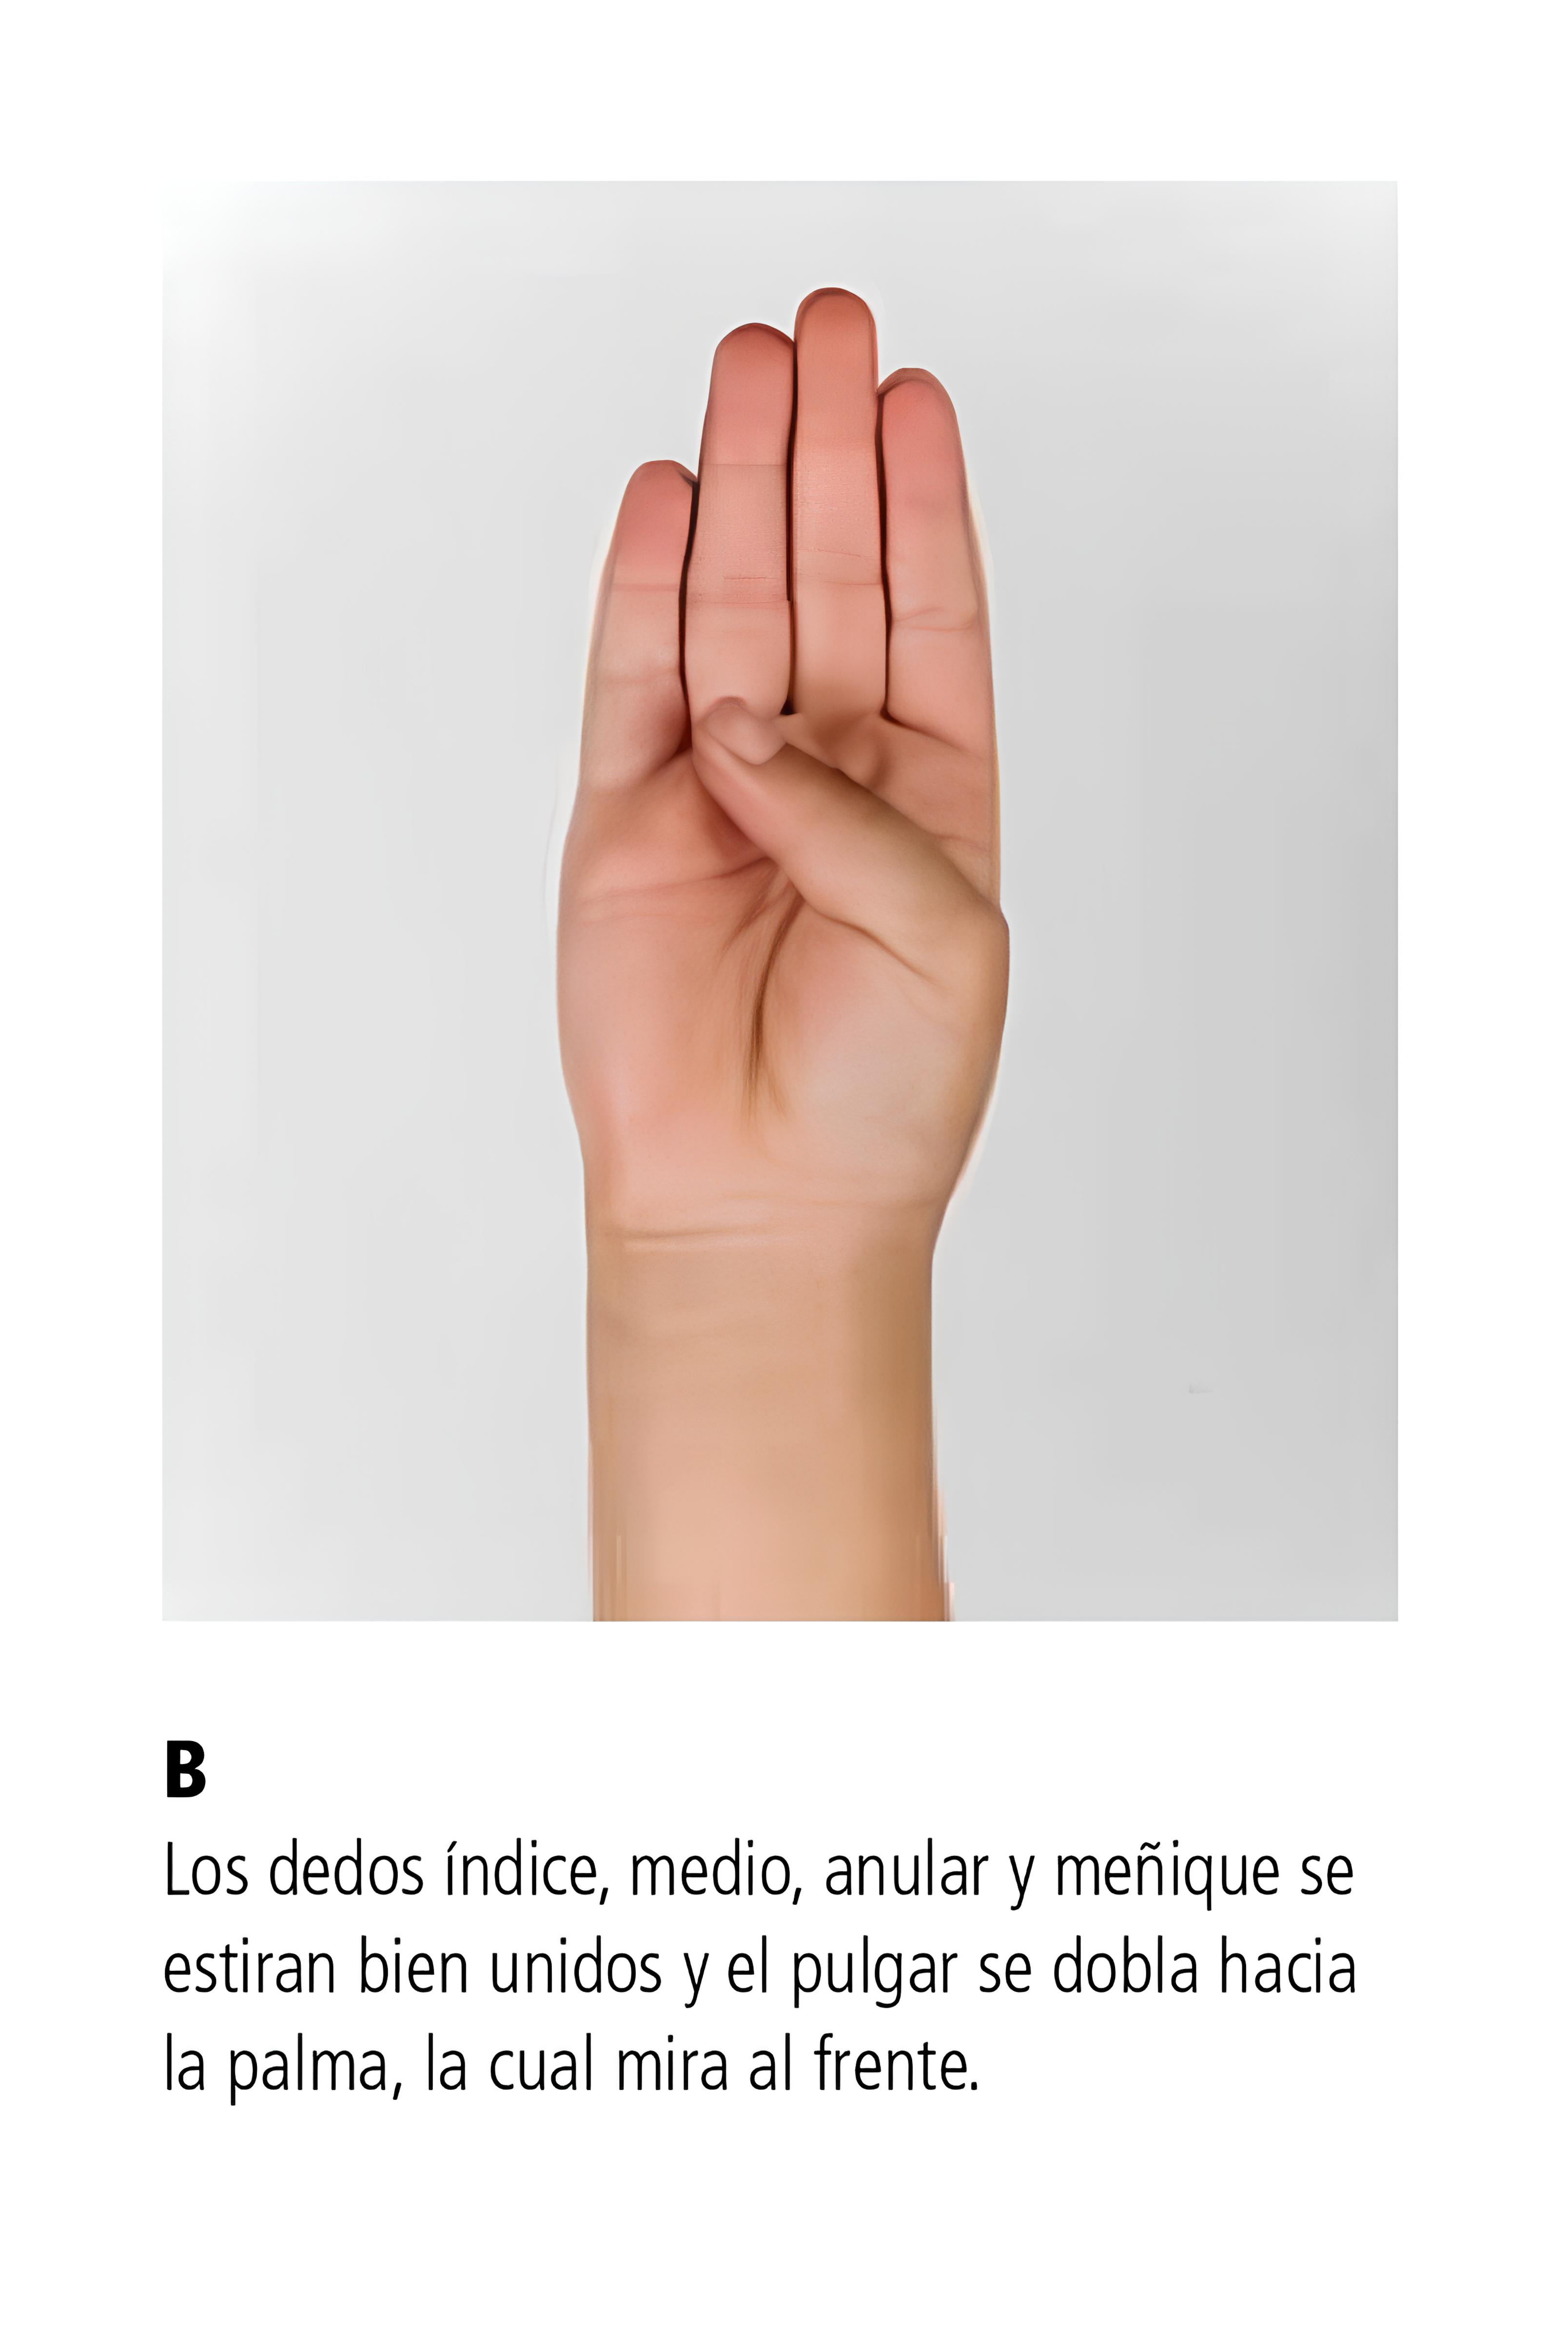 B
Los dedos índice, medio, anular y meñique se
estiran bien unidos y el pulgar se dobla hacia
la palma, la cual mira al frente.